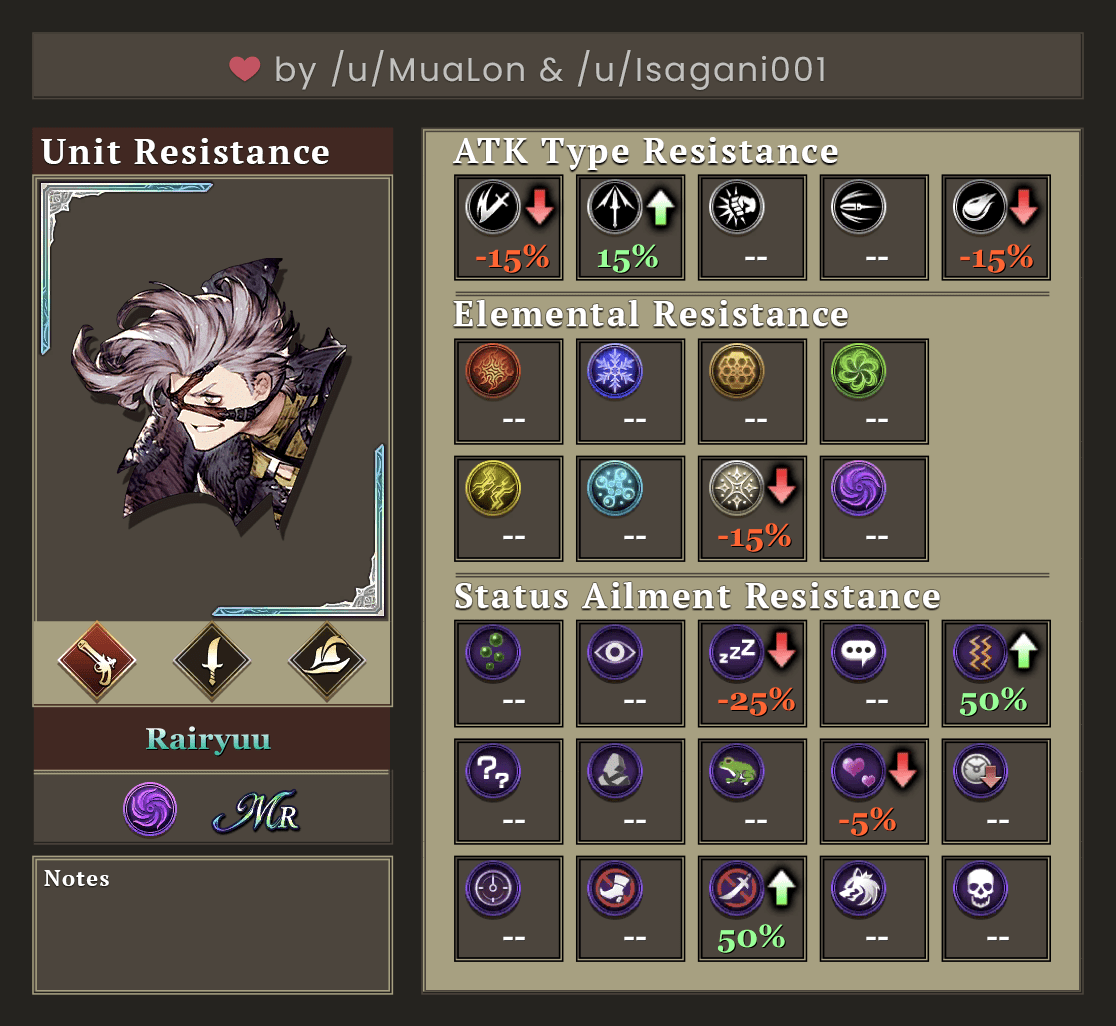 by /u/MuaLon & /u/Isagani001
Unit Resistance
Rairyuu
MR
Notes
ATK Type Resistance
-15% 15% -- -- -15%
Elemental Resistance
-- -- -- --
-- -- -15% --
Status Ailment Resistance
zzZ
-- -- -25% -- 50%
??
-- -- -- -5% --
-- -- 50% -- --